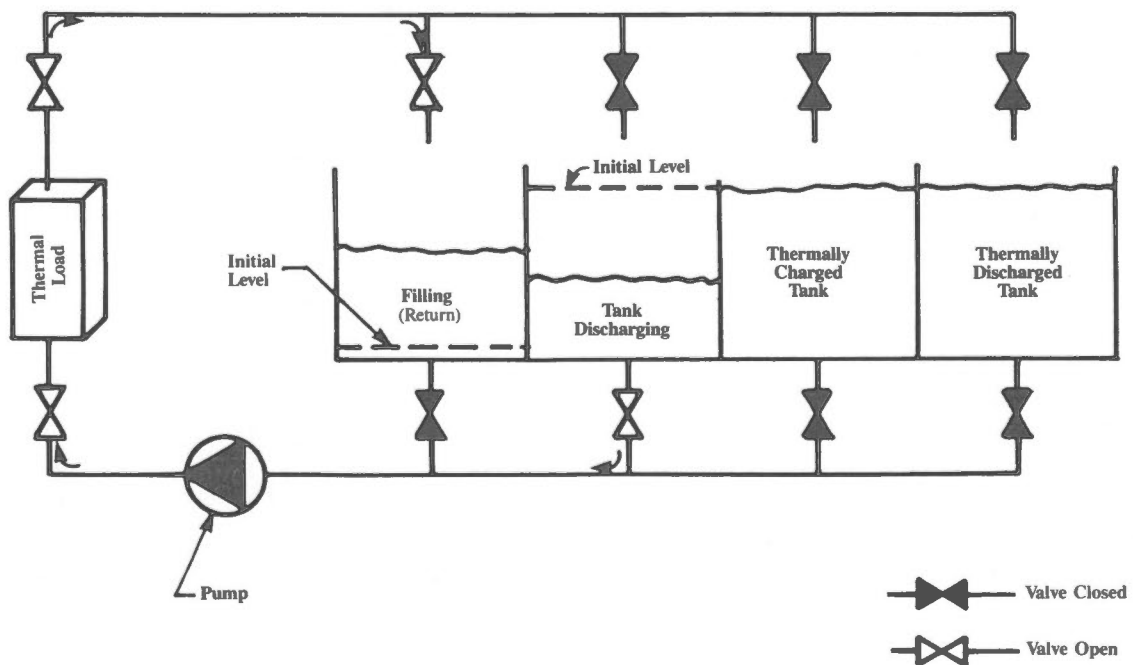 Initial Level
Thermal
Load
Initial
Level
Filling
(Return)
Tank
Discharging
Thermally
Charged
Tank
Thermally
Discharged
Tank
Pump
Valve Closed
Valve Open